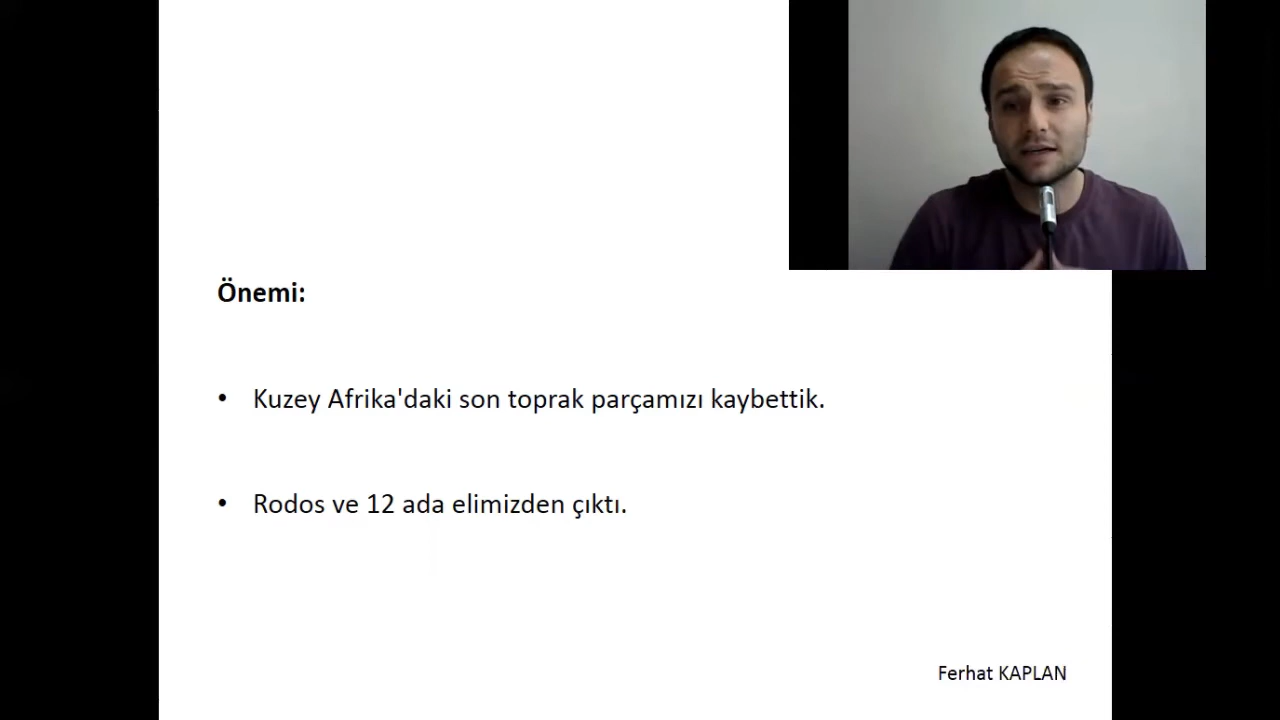 Önemi:
• Kuzey Afrika'daki son toprak parçamızı kaybettik.
• Rodos ve 12 ada elimizden çıktı.
Ferhat KAPLAN